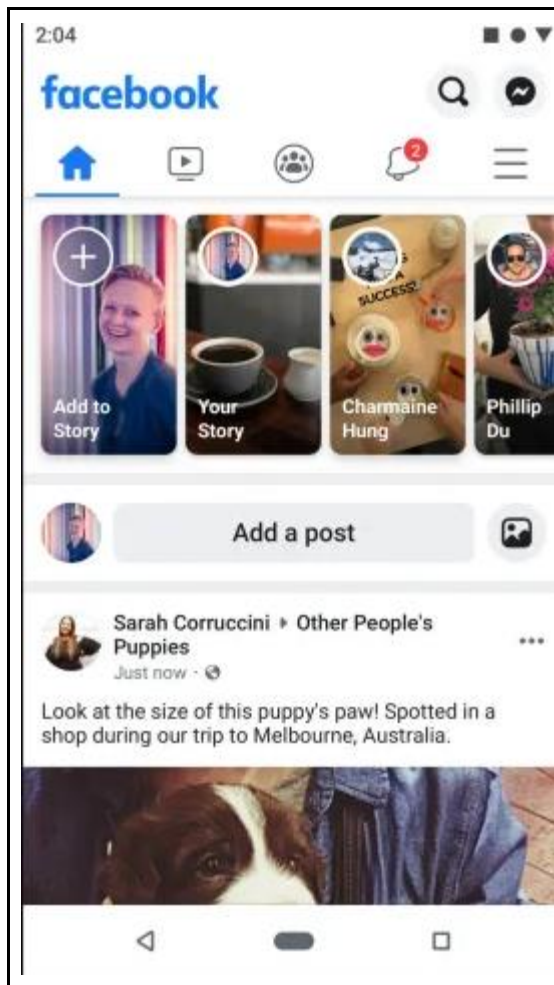 2:04
facebook
2
Add to
Story
Your
Story
SUCCESS!
Charmaine
Hung
Phillip
Du
Add a post
Sarah Corruccini ▸ Other People's
Puppies
Just now ·
Look at the size of this puppy's paw! Spotted in a
shop during our trip to Melbourne, Australia.